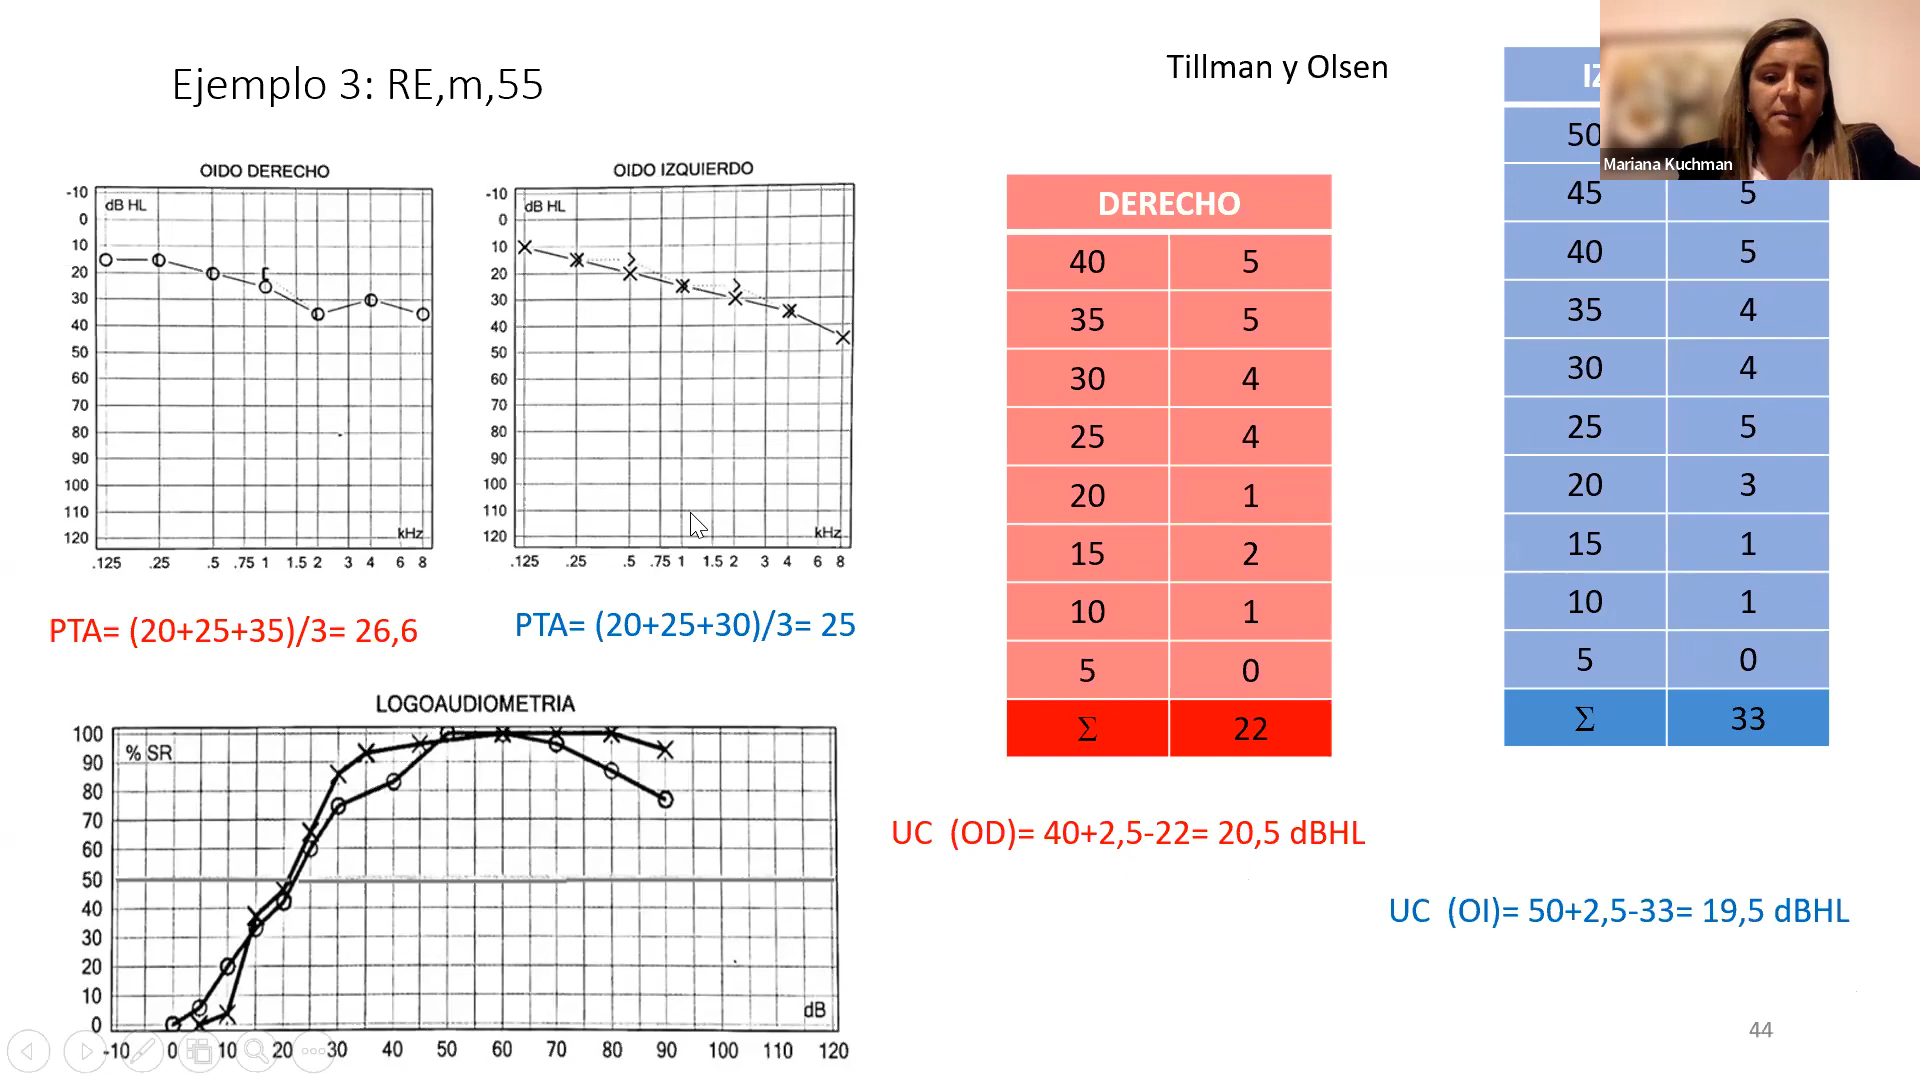 Ejemplo 3: RE,m,55
Tillman y Olsen
Mariana Kuchman
OIDO DERECHO
dB HL
-10
0
10
20
30
40
50
60
70
80
90
100
110
120
kHz
.125 .25 .5 .75 1 1.5 2 3 4 6 8
OIDO IZQUIERDO
dB HL
-10
0
10
20
30
40
50
60
70
80
90
100
110
120
kHz
.125 .25 .5 .75 1 1.5 2 3 4 6 8
PTA= (20+25+35)/3= 26,6
PTA= (20+25+30)/3= 25
LOGOAUDIOMETRIA
% SR
100
90
80
70
60
50
40
30
20
10
0
dB
-10 0 10 20 30 40 50 60 70 80 90 100 110 120
DERECHO
40 5
35 5
30 4
25 4
20 1
15 2
10 1
5 0
Σ 22
50
45 5
40 5
35 4
30 4
25 5
20 3
15 1
10 1
5 0
Σ 33
UC (OD)= 40+2,5-22= 20,5 dBHL
UC (OI)= 50+2,5-33= 19,5 dBHL
44